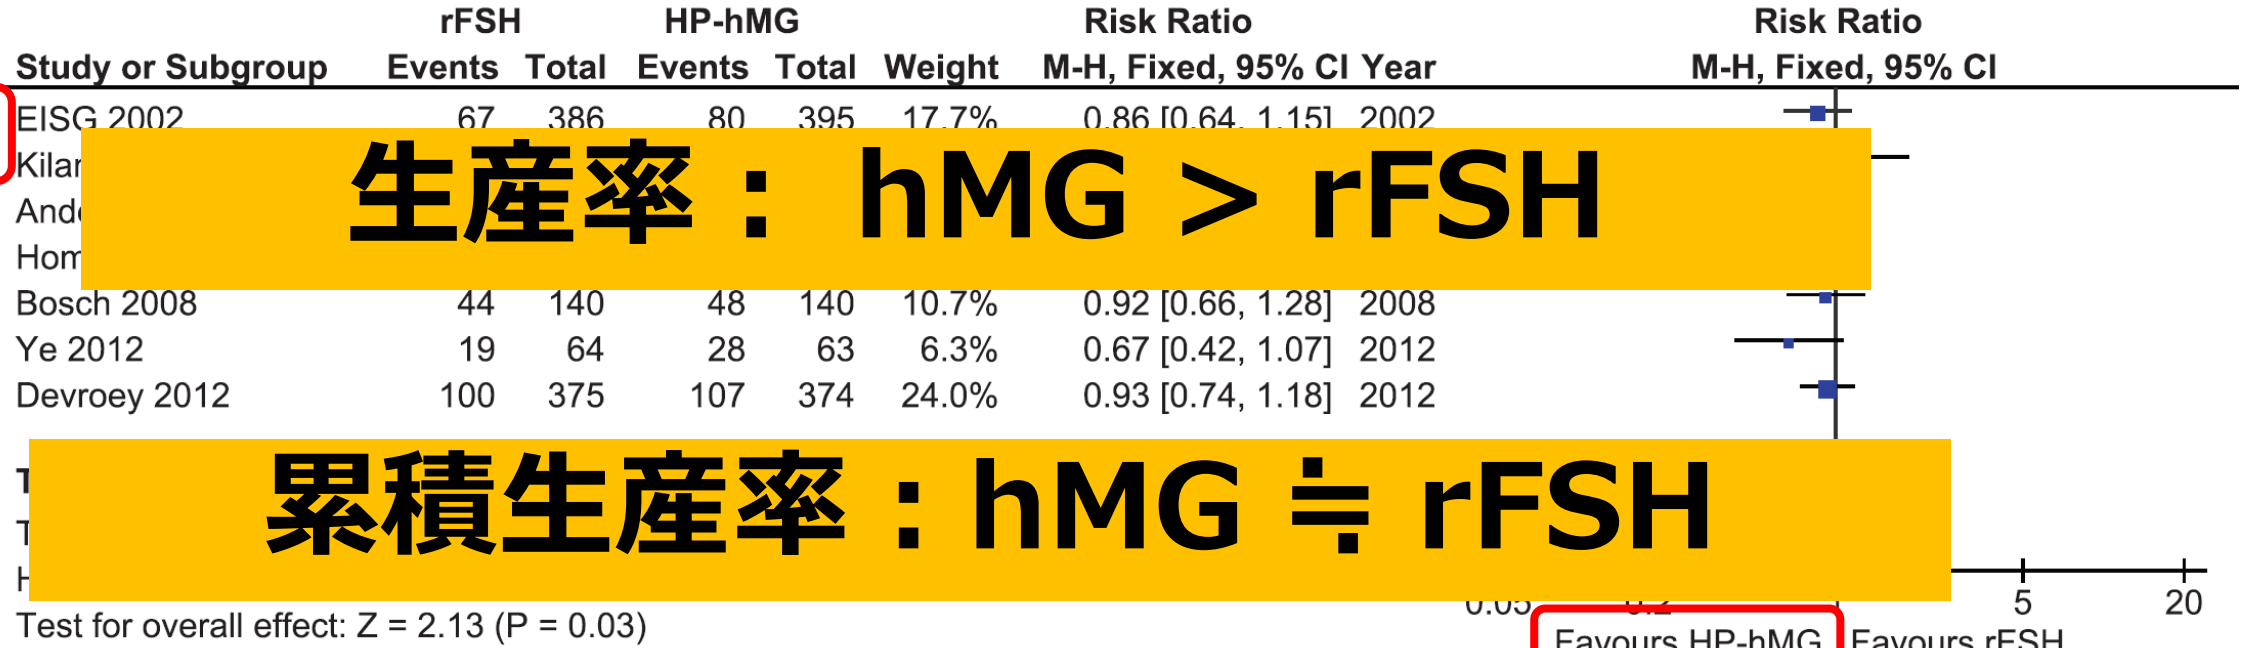 rFSH HP-hMG Risk Ratio Risk Ratio
Study or Subgroup Events Total Events Total Weight M-H, Fixed, 95% CI Year M-H, Fixed, 95% CI
EISG 2002 67 386 80 395 17.7% 0.86 [0.64, 1.15] 2002
生産率： hMG > rFSH
Bosch 2008 44 140 48 140 10.7% 0.92 [0.66, 1.28] 2008
Ye 2012 19 64 28 63 6.3% 0.67 [0.42, 1.07] 2012
Devroey 2012 100 375 107 374 24.0% 0.93 [0.74, 1.18] 2012
累積生産率：hMG ≒ rFSH
0.05 0.2 5 20
Test for overall effect: Z = 2.13 (P = 0.03)
Favours HP-hMG Favours rFSH